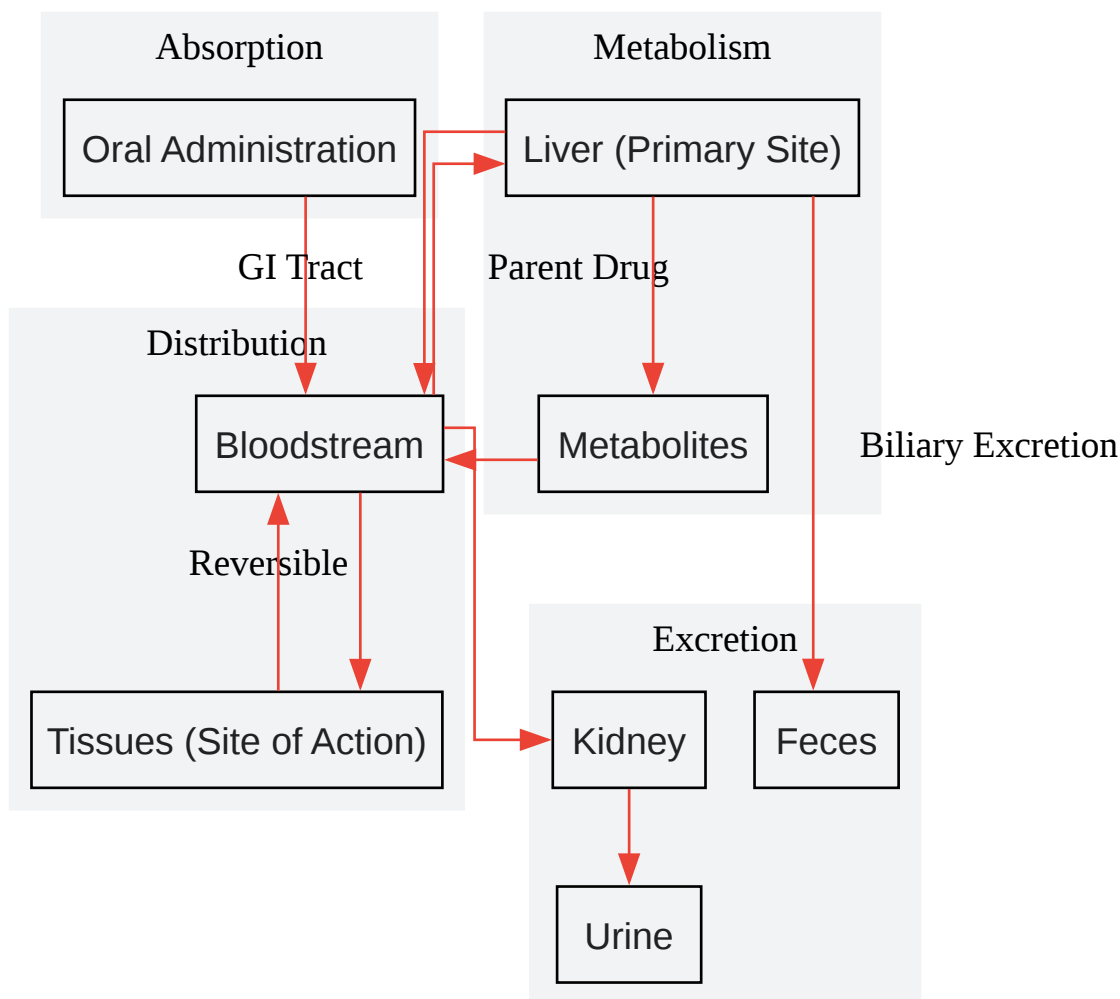 Absorption
Metabolism
Oral Administration
Liver (Primary Site)
GI Tract
Parent Drug
Distribution
Bloodstream
Metabolites
Biliary Excretion
Reversible
Excretion
Tissues (Site of Action)
Kidney
Feces
Urine